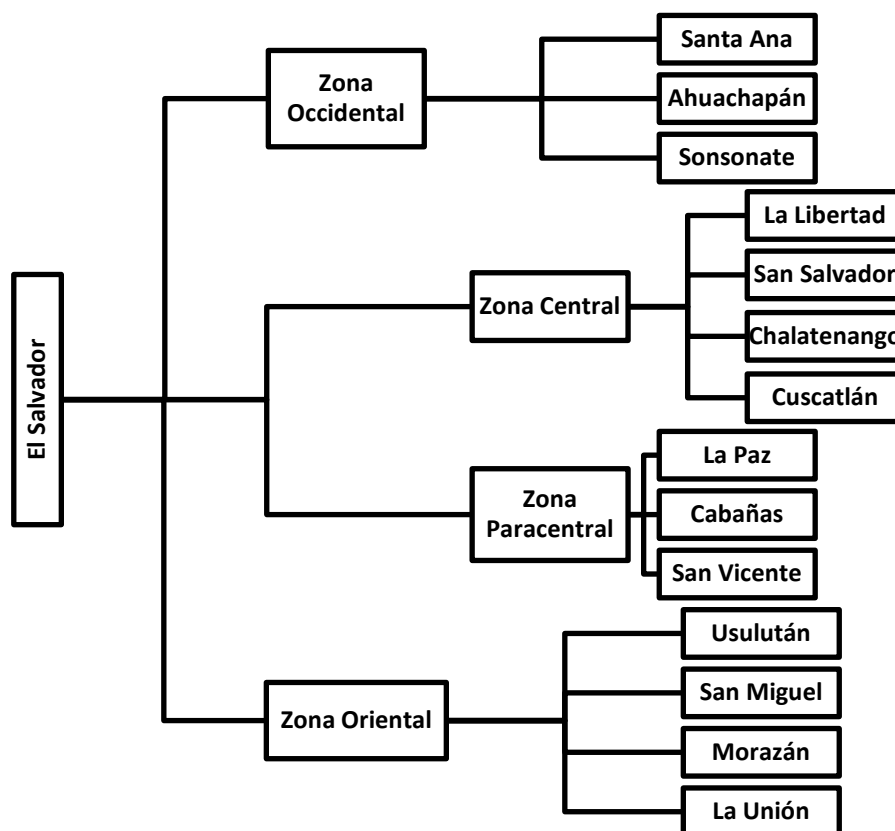 El Salvador
Zona
Occidental
Santa Ana
Ahuachapán
Sonsonate
Zona Central
La Libertad
San Salvador
Chalatenango
Cuscatlán
Zona
Paracentral
La Paz
Cabañas
San Vicente
Zona Oriental
Usulután
San Miguel
Morazán
La Unión